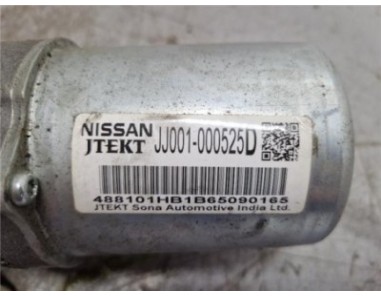 NISSAN JJ001-000525D
JTEKT
488101HB1B65090165
JTEKT Sona Automotive India Ltd.